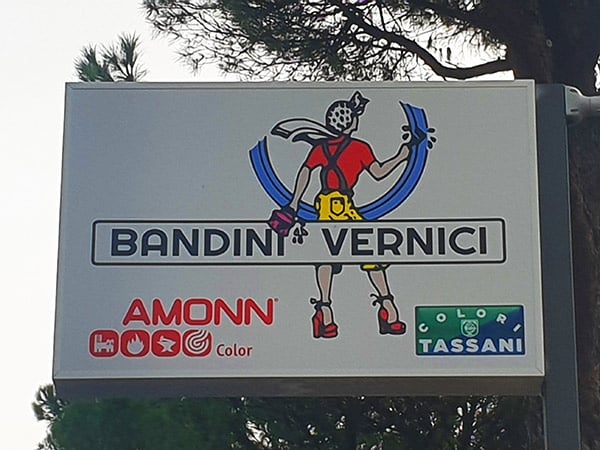 BANDINI VERNICI
AMONN®
Color
COLORI
TASSANI